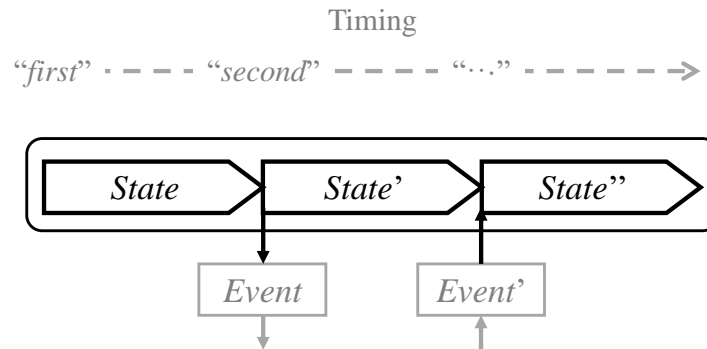 Timing
“first” “second” “…”
State State’ State’’
Event Event’